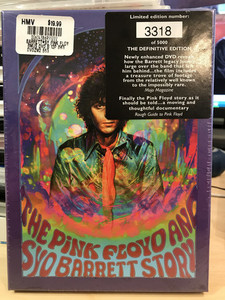 HMV $19.99
Limited edition number:
3318
of 5000
THE DEFINITIVE EDITION
Newly enhanced DVD reveals
how the Barrett legacy looms
large over the band that left
him behind...the film is
a treasure trove of footage
from the relatively well known
to the impossibly rare.
Mojo Magazine
Finally the Pink Floyd story as it
should be told...a moving and
thoughtful documentary
Rough Guide to Pink Floyd
THE PINK FLOYD AND
SYD BARRETT STORY